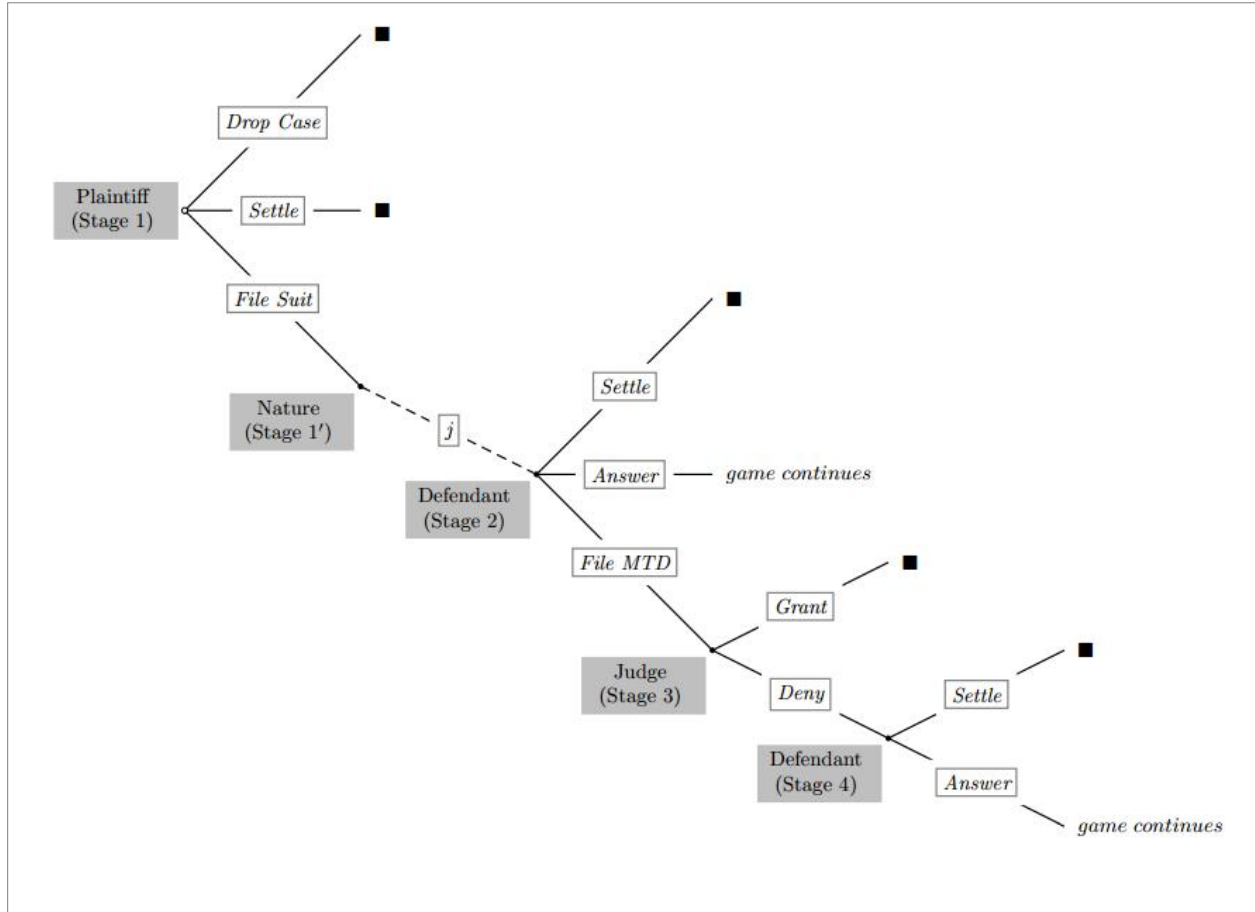 Drop Case
Plaintiff
(Stage 1)
Settle
File Suit
Nature
(Stage 1′)
j
Settle
Defendant
(Stage 2)
Answer
game continues
File MTD
Grant
Judge
(Stage 3)
Deny
Settle
Defendant
(Stage 4)
Answer
game continues